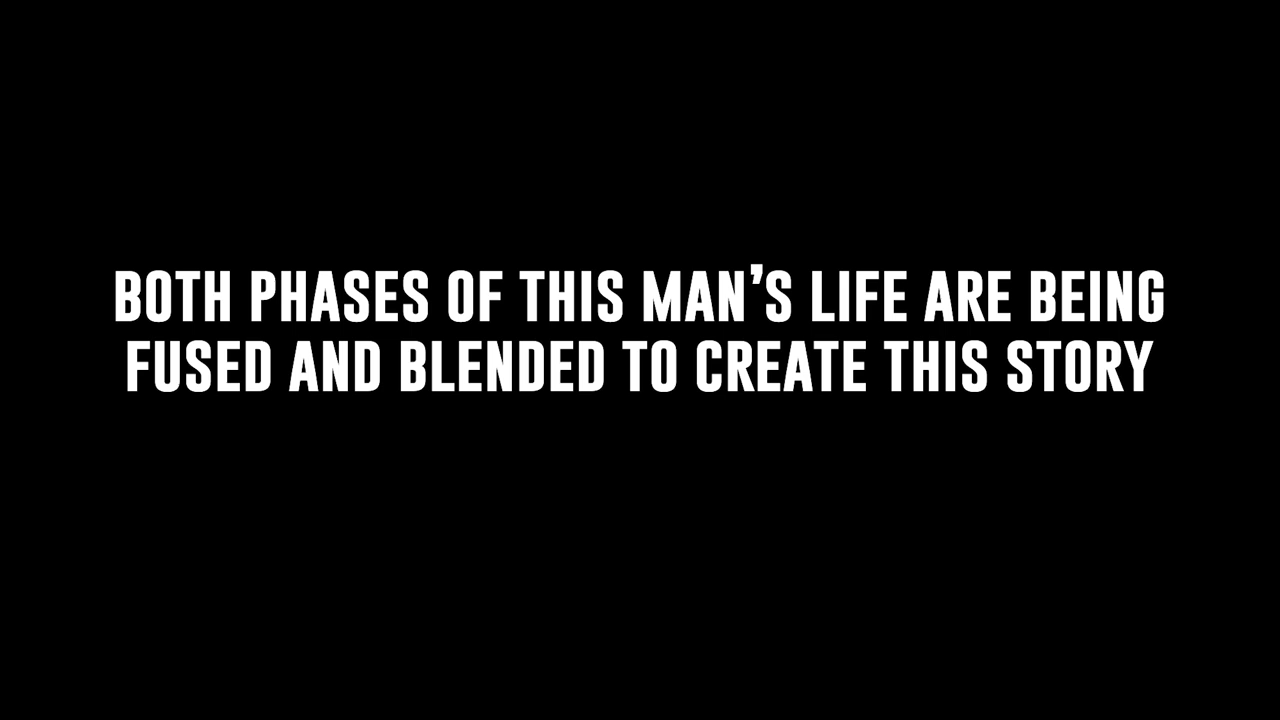 BOTH PHASES OF THIS MAN’S LIFE ARE BEING
FUSED AND BLENDED TO CREATE THIS STORY